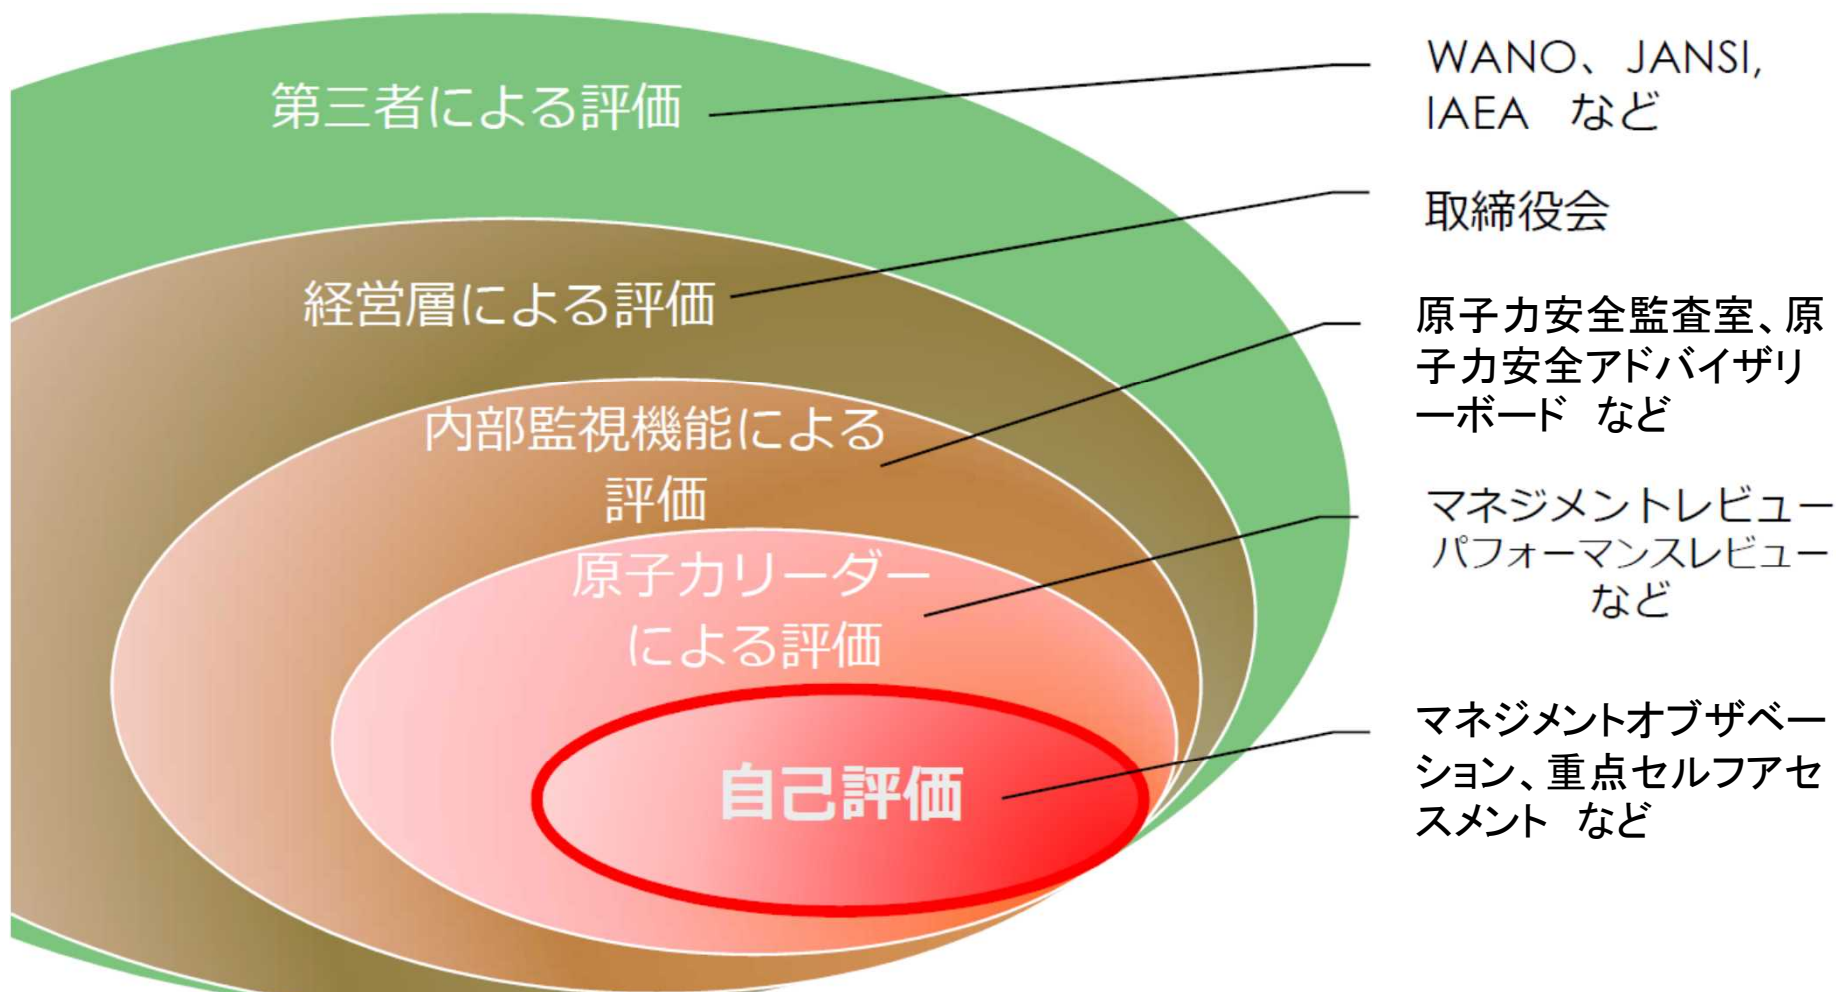 第三者による評価
WANO、JANSI,
IAEA　など
経営層による評価
取締役会
内部監視機能による
評価
原子力安全監査室、原
子力安全アドバイザリ
ーボード　など
原子力リーダー
による評価
マネジメントレビュー
パフォーマンスレビュー
など
自己評価
マネジメントオブザベー
ション、重点セルフアセ
スメント　など